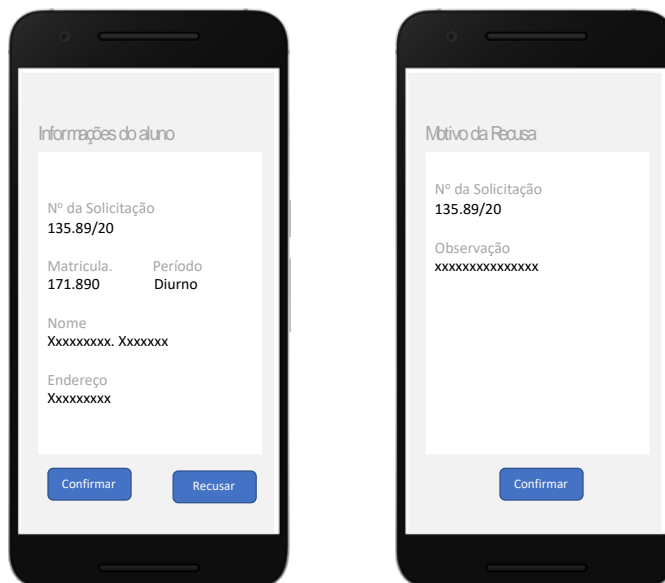 Informações do aluno
Nº da Solicitação
135.89/20
Matricula. Período
171.890 Diurno
Nome
Xxxxxxxxx. Xxxxxxx
Endereço
Xxxxxxxxx
Confirmar Recusar
Motivo da Recusa
Nº da Solicitação
135.89/20
Observação
xxxxxxxxxxxxxxx
Confirmar